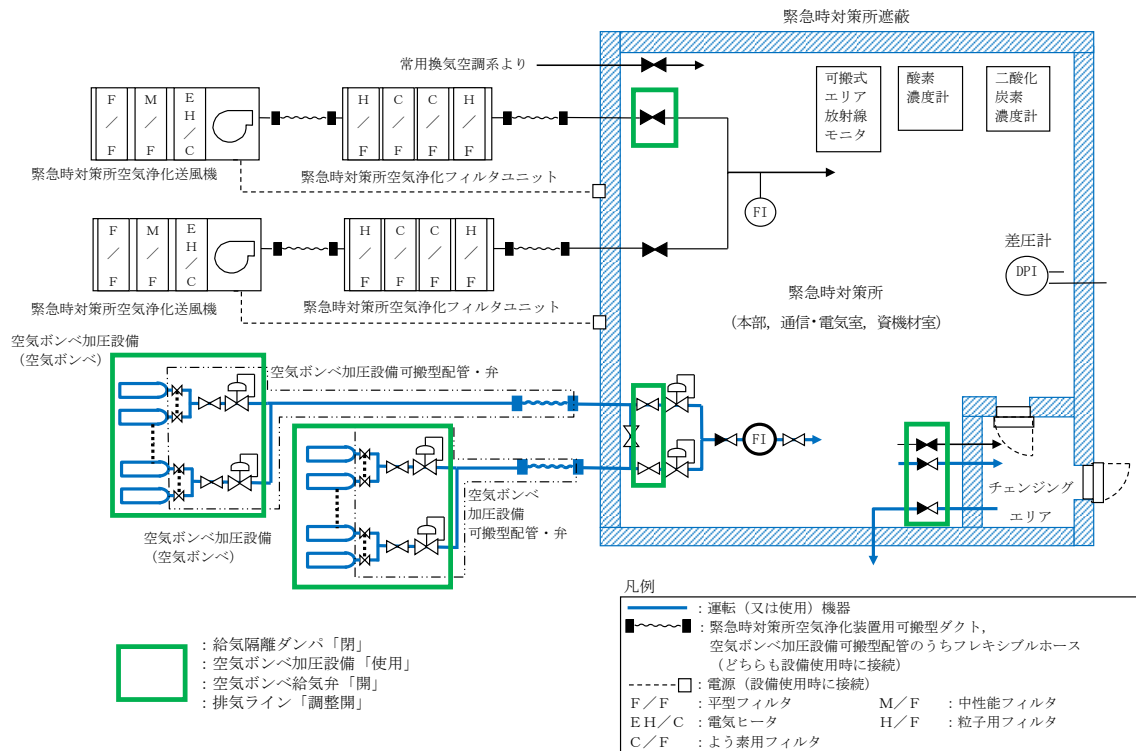 緊急時対策所遮蔽
常用換気空調系より
可搬式
エリア
放射線
モニタ
酸素
濃度計
二酸化
炭素
濃度計
F/F
M/F
EH/C
H/F
C/F
C/F
H/F
緊急時対策所空気浄化送風機
緊急時対策所空気浄化フィルタユニット
FI
F/F
M/F
EH/C
H/F
C/F
C/F
H/F
緊急時対策所空気浄化送風機
緊急時対策所空気浄化フィルタユニット
差圧計
DPI
緊急時対策所
(本部,通信・電気室,資機材室)
空気ボンベ加圧設備
(空気ボンベ)
空気ボンベ加圧設備可搬型配管・弁
FI
空気ボンベ
加圧設備
可搬型配管・弁
空気ボンベ加圧設備
(空気ボンベ)
チェンジング
エリア
凡例
:運転(又は使用)機器
:緊急時対策所空気浄化装置用可搬型ダクト,
空気ボンベ加圧設備可搬型配管のうちフレキシブルホース
(どちらも設備使用時に接続)
:電源(設備使用時に接続)
F/F :平型フィルタ M/F :中性能フィルタ
EH/C :電気ヒータ H/F :粒子用フィルタ
C/F :よう素用フィルタ
:給気隔離ダンパ「閉」
:空気ボンベ加圧設備「使用」
:空気ボンベ給気弁「開」
:排気ライン「調整開」